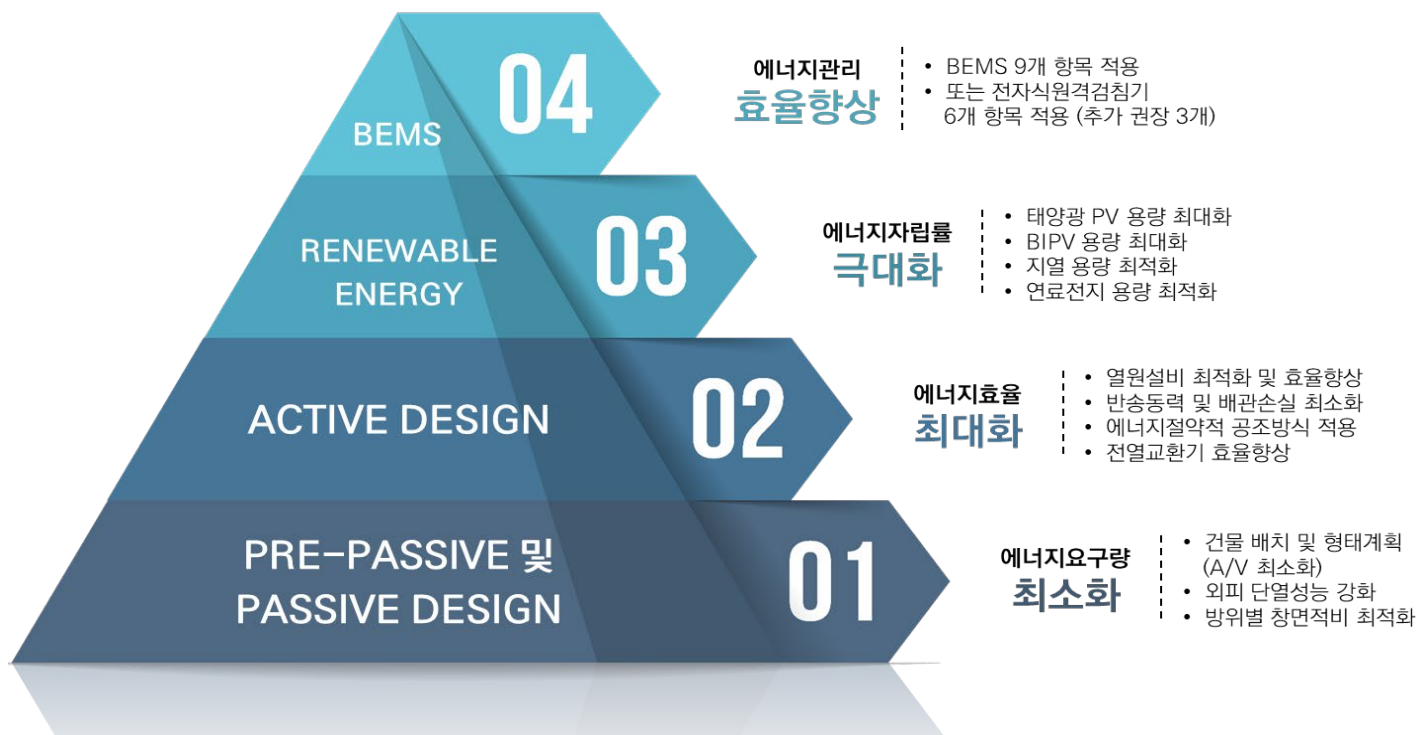 04
BEMS
에너지관리
효율향상
• BEMS 9개 항목 적용
• 또는 전자식원격검침기
6개 항목 적용 (추가 권장 3개)
03
RENEWABLE
ENERGY
에너지자립률
극대화
• 태양광 PV 용량 최대화
• BIPV 용량 최대화
• 지열 용량 최적화
• 연료전지 용량 최적화
02
ACTIVE DESIGN
에너지효율
최대화
• 열원설비 최적화 및 효율향상
• 반송동력 및 배관손실 최소화
• 에너지절약적 공조방식 적용
• 전열교환기 효율향상
01
PRE-PASSIVE 및
PASSIVE DESIGN
에너지요구량
최소화
• 건물 배치 및 형태계획
(A/V 최소화)
• 외피 단열성능 강화
• 방위별 창면적비 최적화